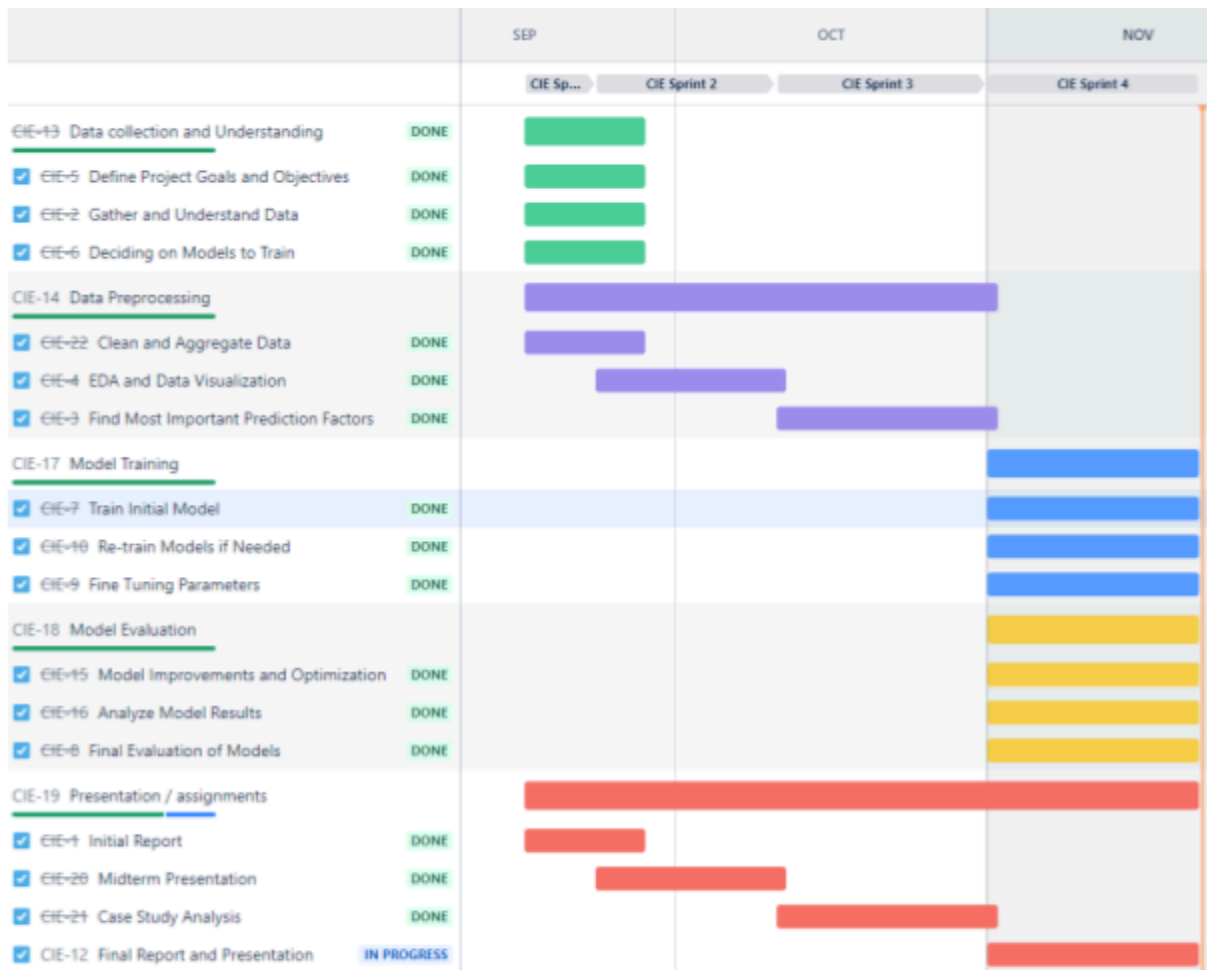 SEP OCT NOV
CIE Sp... CIE Sprint 2 CIE Sprint 3 CIE Sprint 4
CIE-13 Data collection and Understanding DONE
CIE-5 Define Project Goals and Objectives DONE
CIE-2 Gather and Understand Data DONE
CIE-6 Deciding on Models to Train DONE
CIE-14 Data Preprocessing
CIE-22 Clean and Aggregate Data DONE
CIE-4 EDA and Data Visualization DONE
CIE-3 Find Most Important Prediction Factors DONE
CIE-17 Model Training
CIE-7 Train Initial Model DONE
CIE-10 Re-train Models if Needed DONE
CIE-9 Fine Tuning Parameters DONE
CIE-18 Model Evaluation
CIE-15 Model Improvements and Optimization DONE
CIE-16 Analyze Model Results DONE
CIE-8 Final Evaluation of Models DONE
CIE-19 Presentation / assignments
CIE-1 Initial Report DONE
CIE-20 Midterm Presentation DONE
CIE-21 Case Study Analysis DONE
CIE-12 Final Report and Presentation IN PROGRESS